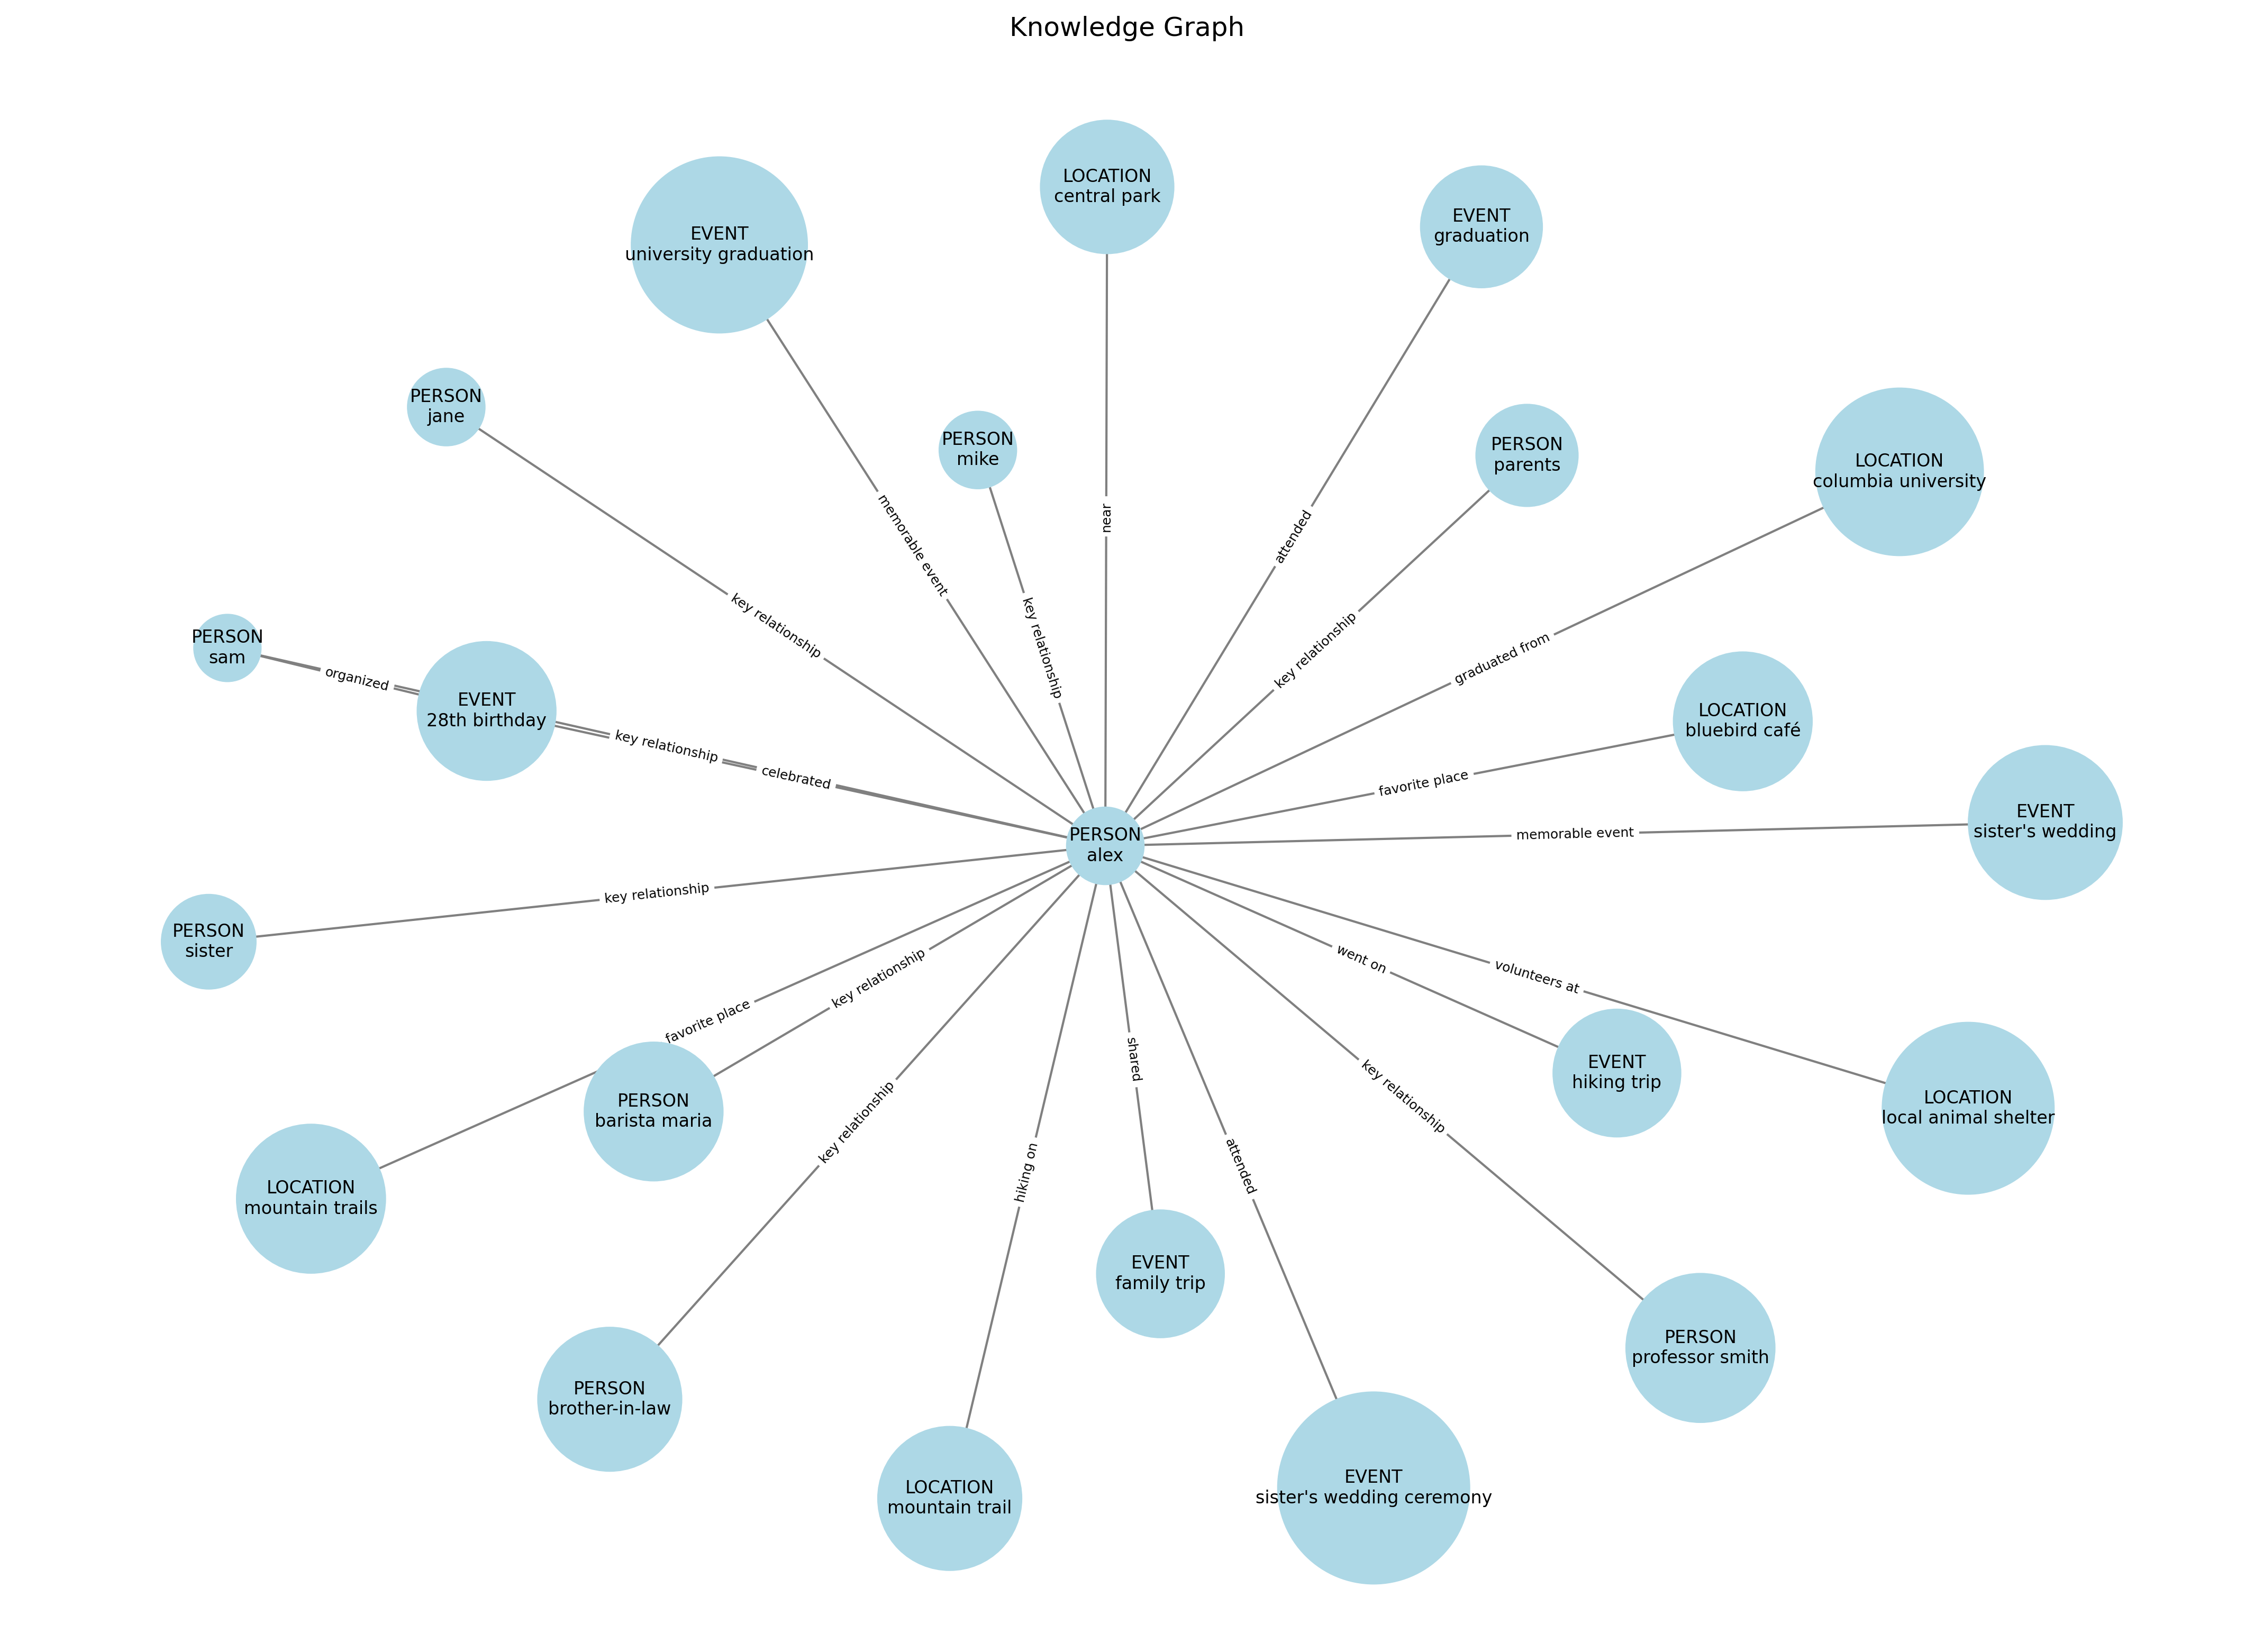 Knowledge Graph
LOCATION
central park
EVENT
graduation
EVENT
university graduation
PERSON
jane
PERSON
mike
PERSON
parents
LOCATION
columbia university
near
attended
memorable event
key relationship
key relationship
key relationship
graduated from
PERSON
sam
organized
EVENT
28th birthday
key relationship
celebrated
LOCATION
bluebird café
favorite place
EVENT
sister's wedding
memorable event
PERSON
alex
PERSON
sister
key relationship
favorite place
key relationship
went on
volunteers at
shared
EVENT
hiking trip
key relationship
LOCATION
local animal shelter
PERSON
barista maria
key relationship
hiking on
attended
LOCATION
mountain trails
EVENT
family trip
PERSON
professor smith
PERSON
brother-in-law
LOCATION
mountain trail
EVENT
sister's wedding ceremony